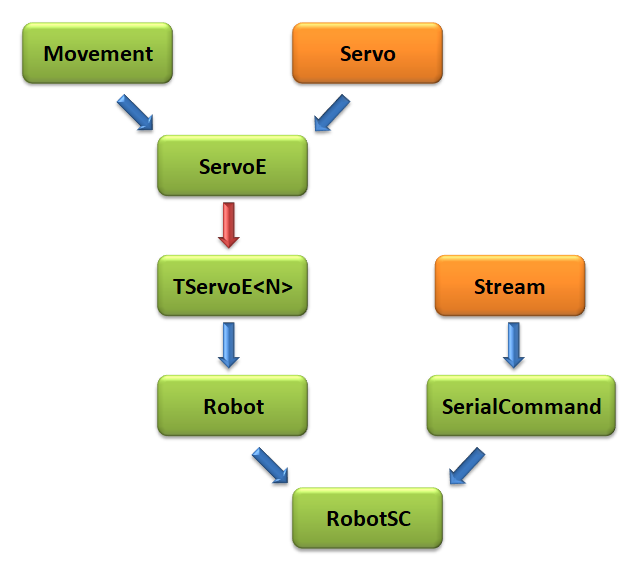 Movement
Servo
ServoE
TServoE<N>
Stream
Robot
SerialCommand
RobotSC